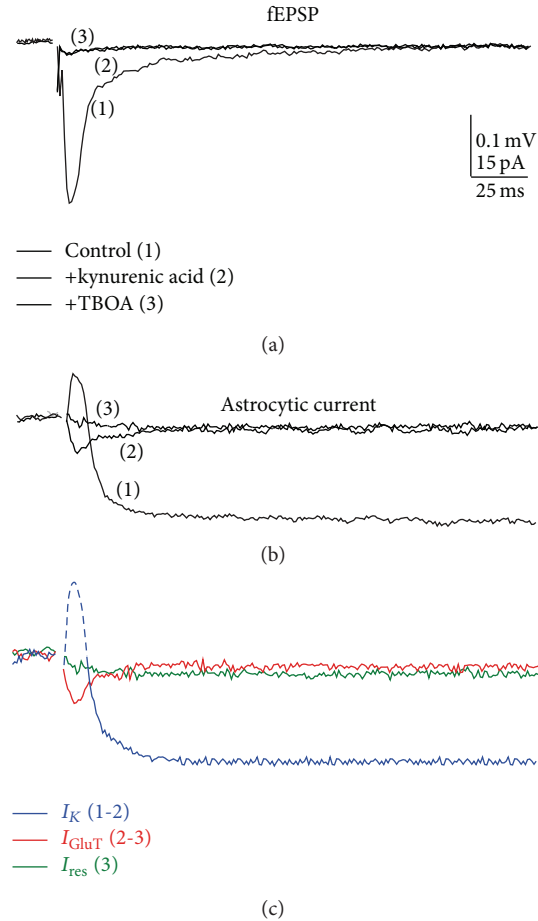 fEPSP
(3)
(2)
(1)
0.1 mV
15 pA
25 ms
Control (1)
+kynurenic acid (2)
+TBOA (3)
(a)
(3)
Astrocytic current
(2)
(1)
(b)
I_K (1-2)
I_GluT (2-3)
I_res (3)
(c)